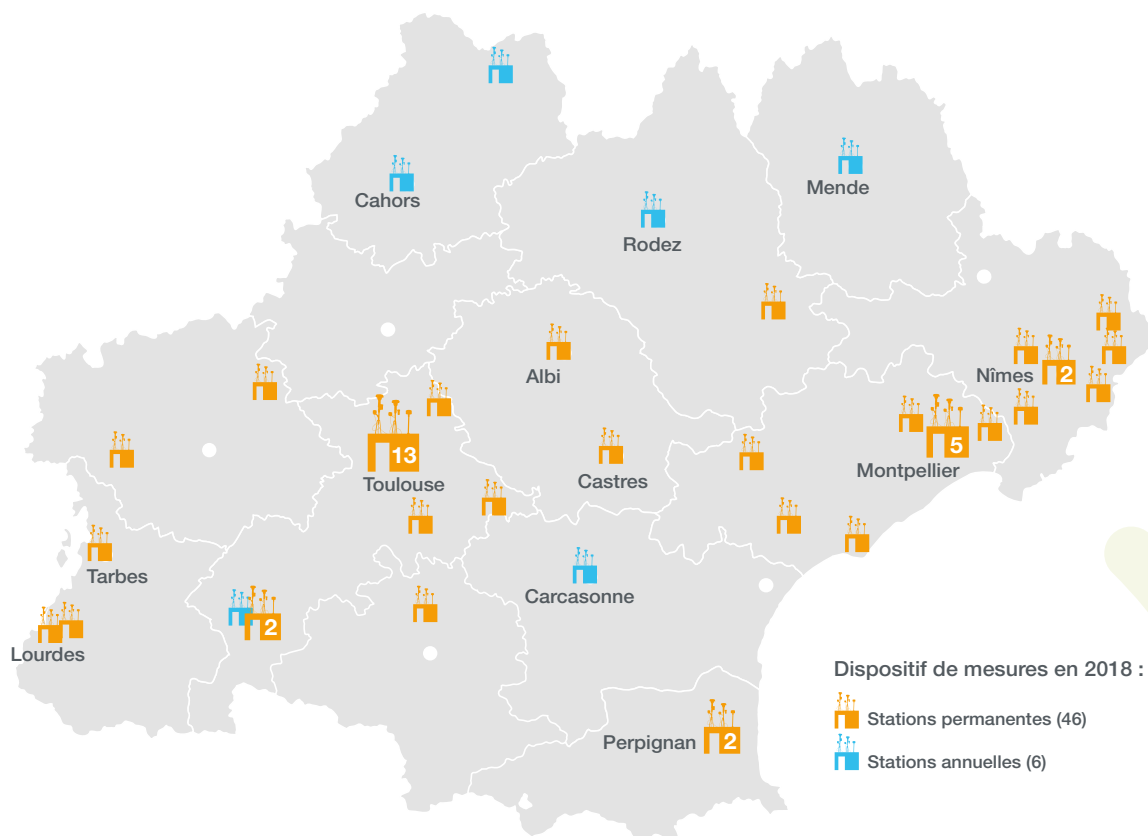 Cahors
Mende
Rodez
Albi
Nîmes
2
13
Toulouse
Castres
5
Montpellier
Tarbes
Carcasonne
2
Lourdes
Perpignan
2
Dispositif de mesures en 2018 :
Stations permanentes (46)
Stations annuelles (6)